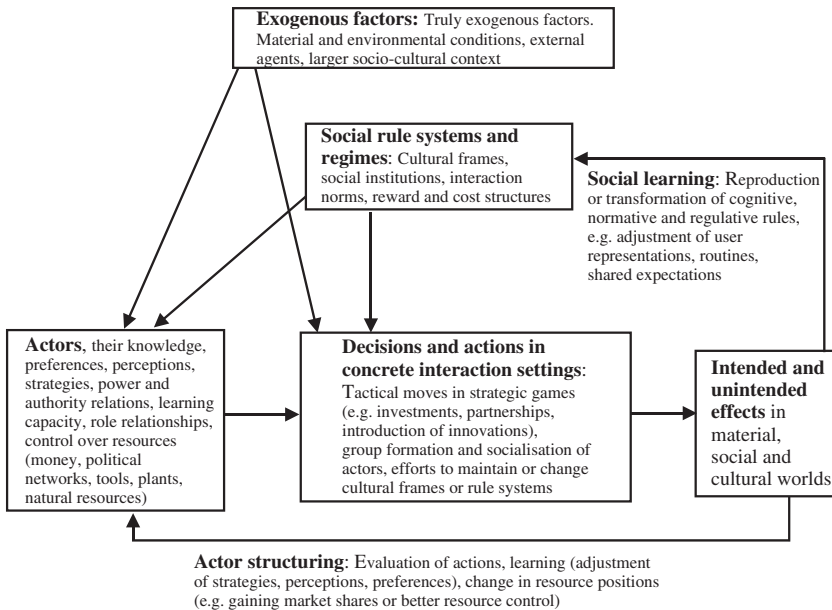 Exogenous factors: Truly exogenous factors.
Material and environmental conditions, external
agents, larger socio-cultural context
Social rule systems and
regimes: Cultural frames,
social institutions, interaction
norms, reward and cost structures
Social learning: Reproduction
or transformation of cognitive,
normative and regulative rules,
e.g. adjustment of user
representations, routines,
shared expectations
Actors, their knowledge,
preferences, perceptions,
strategies, power and
authority relations, learning
capacity, role relationships,
control over resources
(money, political
networks, tools, plants,
natural resources)
Decisions and actions in
concrete interaction settings:
Tactical moves in strategic games
(e.g. investments, partnerships,
introduction of innovations),
group formation and socialisation of
actors, efforts to maintain or change
cultural frames or rule systems
Intended and
unintended
effects in
material,
social and
cultural worlds
Actor structuring: Evaluation of actions, learning (adjustment
of strategies, perceptions, preferences), change in resource positions
(e.g. gaining market shares or better resource control)